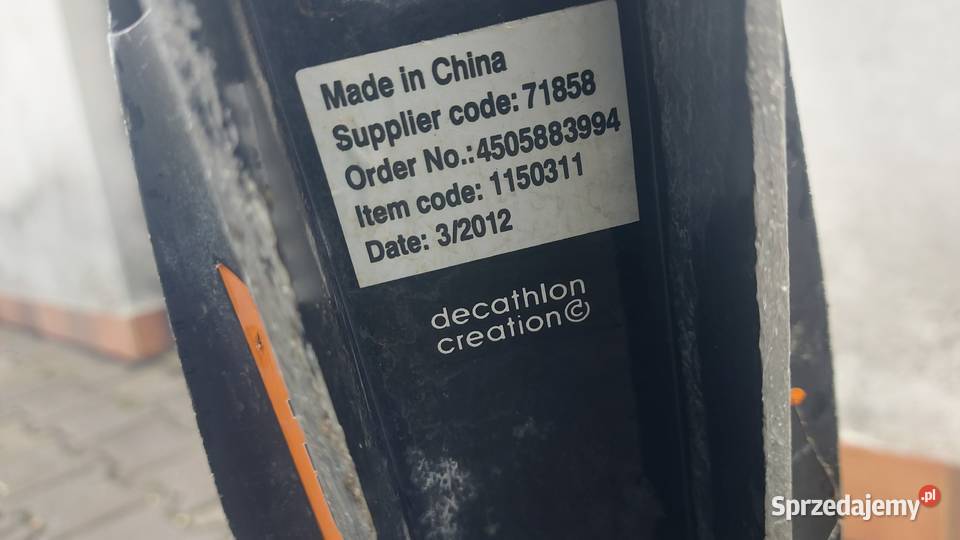 Made in China
Supplier code: 71858
Order No.:4505883994
Item code: 1150311
Date: 3/2012
decathlon
creation©
Sprzedajemy.pl